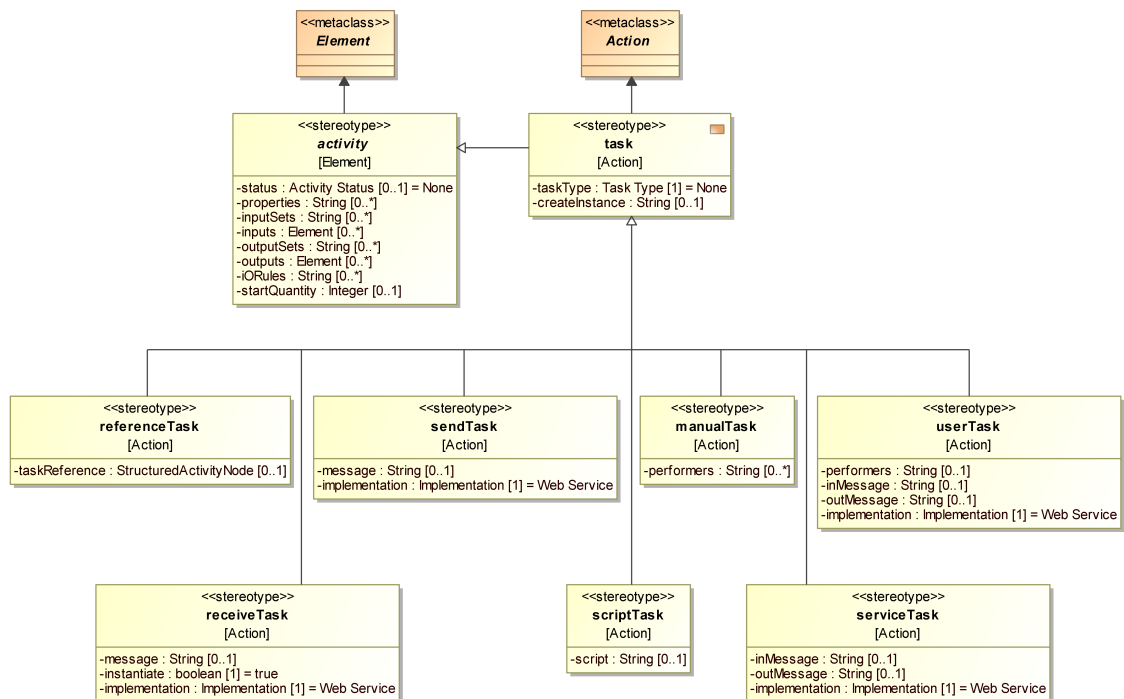 <<metaclass>>
Element
<<metaclass>>
Action
<<stereotype>>
activity
[Element]
-status : Activity Status [0..1] = None
-properties : String [0..*]
-inputSets : String [0..*]
-inputs : Element [0..*]
-outputSets : String [0..*]
-outputs : Element [0..*]
-iORules : String [0..*]
-startQuantity : Integer [0..1]
<<stereotype>>
task
[Action]
-taskType : Task Type [1] = None
-createInstance : String [0..1]
<<stereotype>>
referenceTask
[Action]
-taskReference : StructuredActivityNode [0..1]
<<stereotype>>
sendTask
[Action]
-message : String [0..1]
-implementation : Implementation [1] = Web Service
<<stereotype>>
manualTask
[Action]
-performers : String [0..*]
<<stereotype>>
userTask
[Action]
-performers : String [0..1]
-inMessage : String [0..1]
-outMessage : String [0..1]
-implementation : Implementation [1] = Web Service
<<stereotype>>
receiveTask
[Action]
-message : String [0..1]
-instantiate : boolean [1] = true
-implementation : Implementation [1] = Web Service
<<stereotype>>
scriptTask
[Action]
-script : String [0..1]
<<stereotype>>
serviceTask
[Action]
-inMessage : String [0..1]
-outMessage : String [0..1]
-implementation : Implementation [1] = Web Service